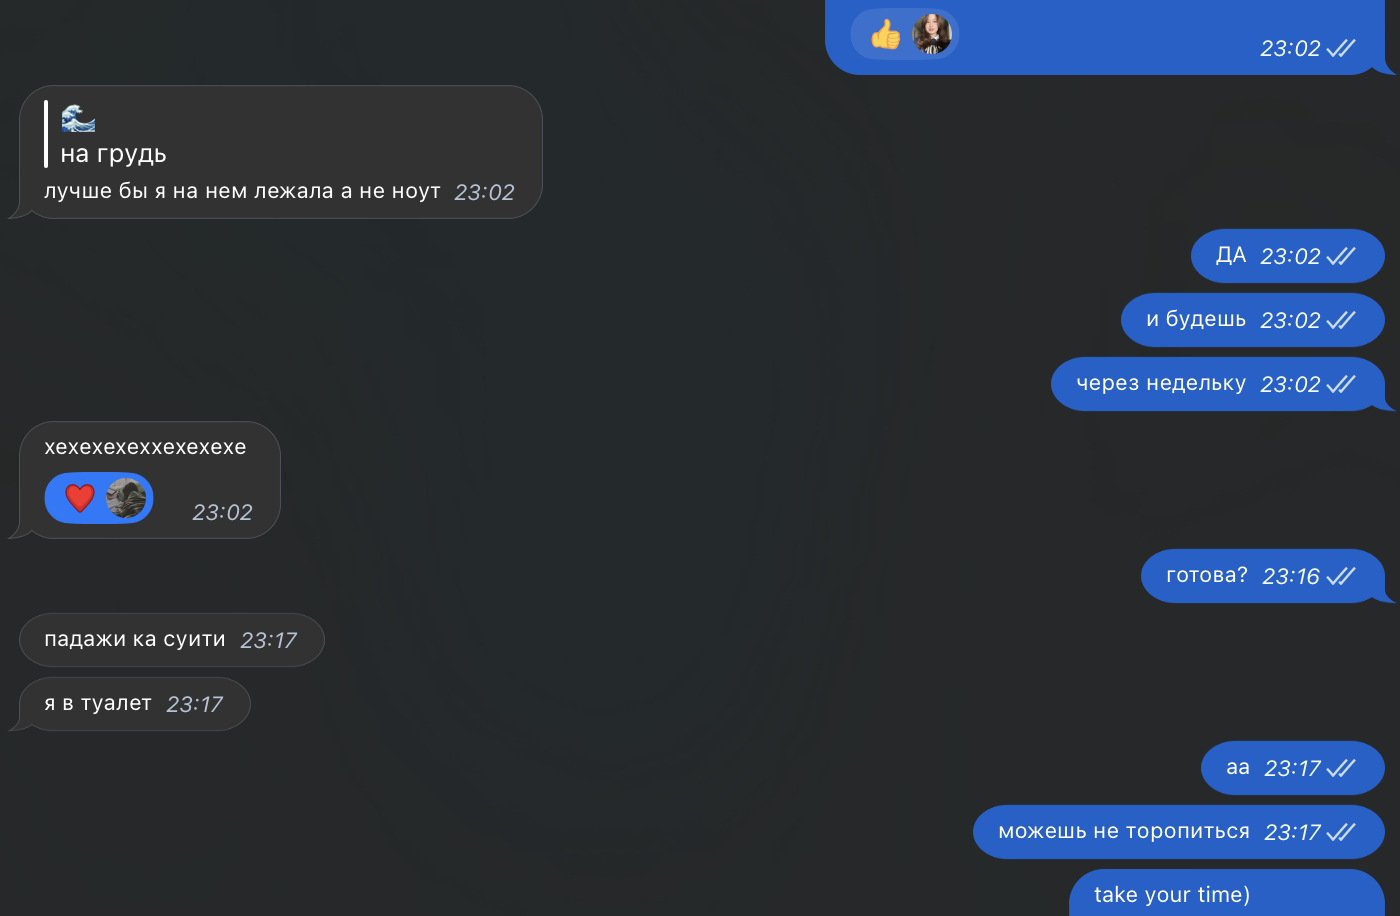 23:02
на грудь
лучше бы я на нем лежала а не ноут 23:02
ДА 23:02
и будешь 23:02
через недельку 23:02
хехехехеххехехехе
23:02
готова? 23:16
падажи ка суити 23:17
я в туалет 23:17
аа 23:17
можешь не торопиться 23:17
take your time)